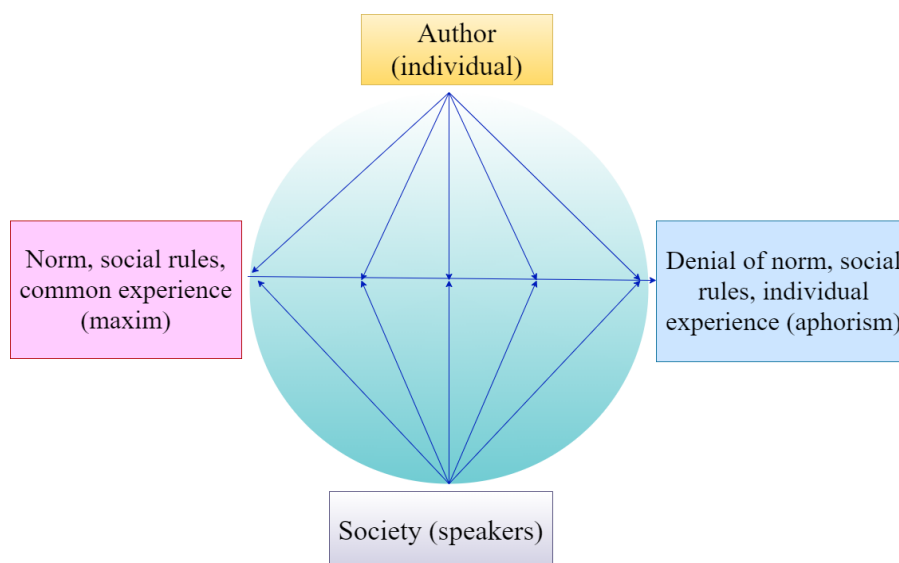 Author
(individual)
Norm, social rules,
common experience
(maxim)
Denial of norm, social
rules, individual
experience (aphorism)
Society (speakers)